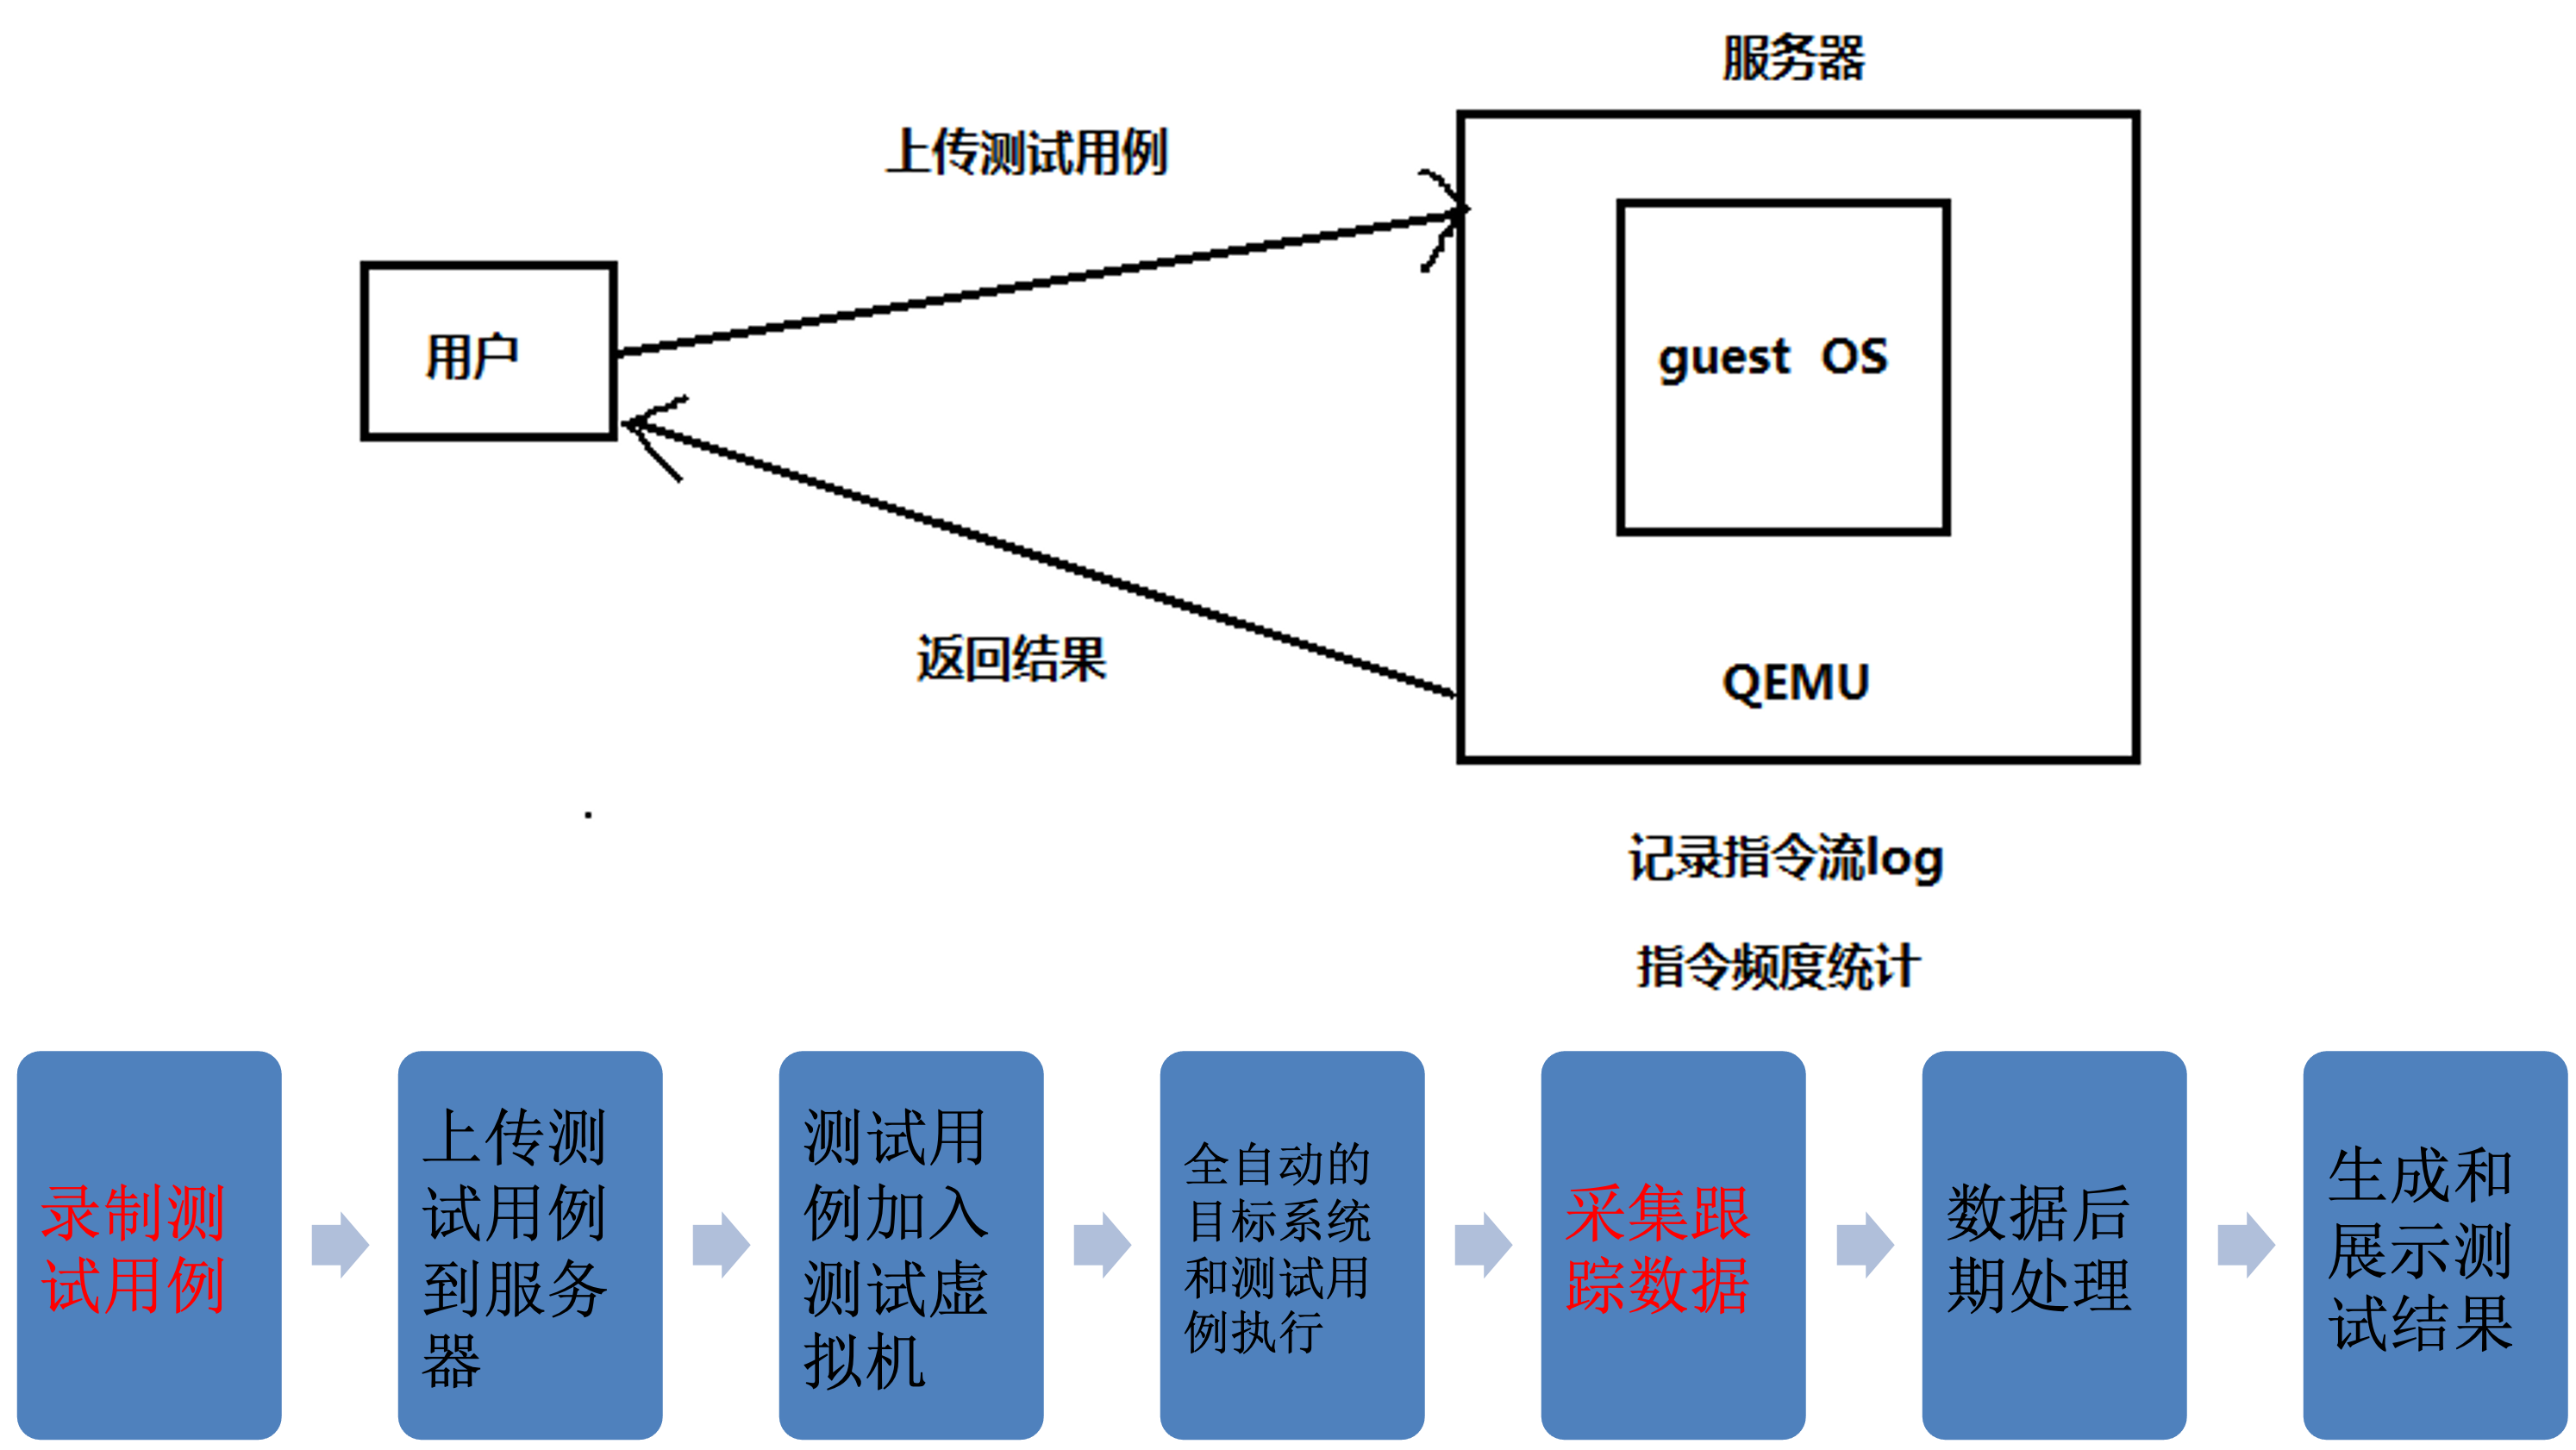 服务器
上传测试用例
用户
guest OS
返回结果
QEMU
记录指令流log
指令频度统计
录制测
试用例
上传测
试用例
到服务
器
测试用
例加入
测试虚
拟机
全自动的
目标系统
和测试用
例执行
采集跟
踪数据
数据后
期处理
生成和
展示测
试结果